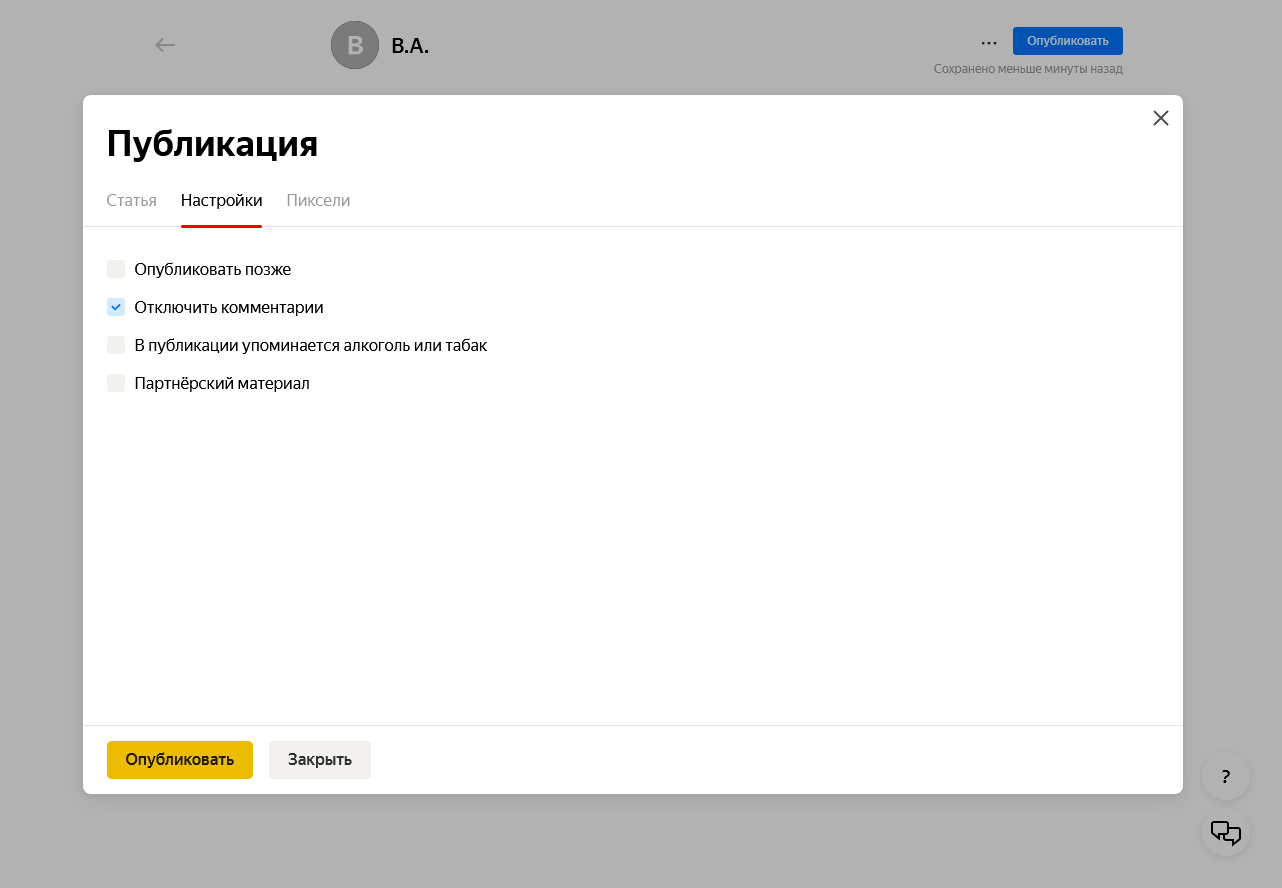 В
В.А.
...
Опубликовать
Сохранено меньше минуты назад
Публикация
Статья Настройки Пиксели
Опубликовать позже
Отключить комментарии
В публикации упоминается алкоголь или табак
Партнёрский материал
Опубликовать Закрыть
?